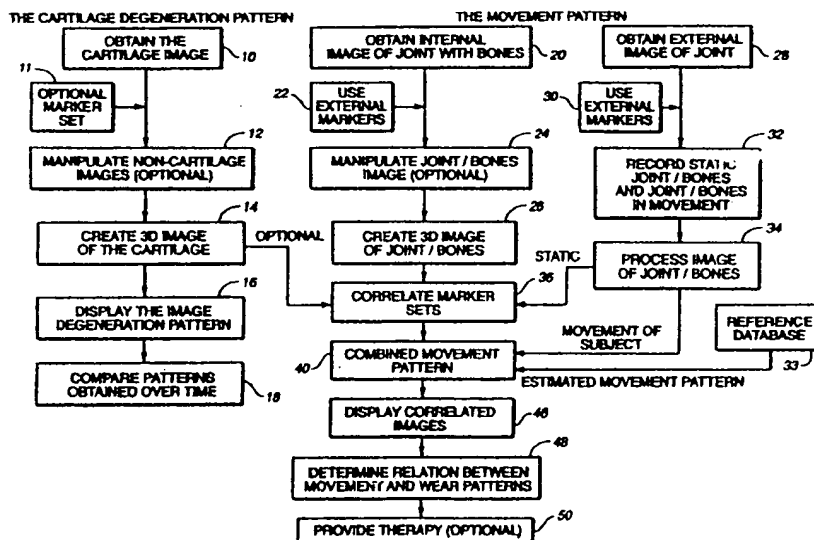 THE CARTILAGE DEGENERATION PATTERN
OBTAIN THE
CARTILAGE IMAGE
10
11
OPTIONAL
MARKER
SET
12
MANIPULATE NON-CARTILAGE
IMAGES (OPTIONAL)
14
CREATE 3D IMAGE
OF THE CARTILAGE
OPTIONAL
16
DISPLAY THE IMAGE
DEGENERATION PATTERN
COMPARE PATTERNS
OBTAINED OVER TIME
18
THE MOVEMENT PATTERN
OBTAIN INTERNAL
IMAGE OF JOINT WITH BONES
20
22
USE
EXTERNAL
MARKERS
24
MANIPULATE JOINT / BONES
IMAGE (OPTIONAL)
26
CREATE 3D IMAGE
OF JOINT / BONES
OBTAIN EXTERNAL
IMAGE OF JOINT
28
30
USE
EXTERNAL
MARKERS
32
RECORD STATIC
JOINT / BONES
AND JOINT / BONES
IN MOVEMENT
34
PROCESS IMAGE
OF JOINT / BONES
STATIC
36
CORRELATE MARKER
SETS
MOVEMENT OF
SUBJECT
REFERENCE
DATABASE
33
40
COMBINED MOVEMENT
PATTERN
ESTIMATED MOVEMENT PATTERN
DISPLAY CORRELATED
IMAGES
46
48
DETERMINE RELATION BETWEEN
MOVEMENT AND WEAR PATTERNS
50
PROVIDE THERAPY (OPTIONAL)